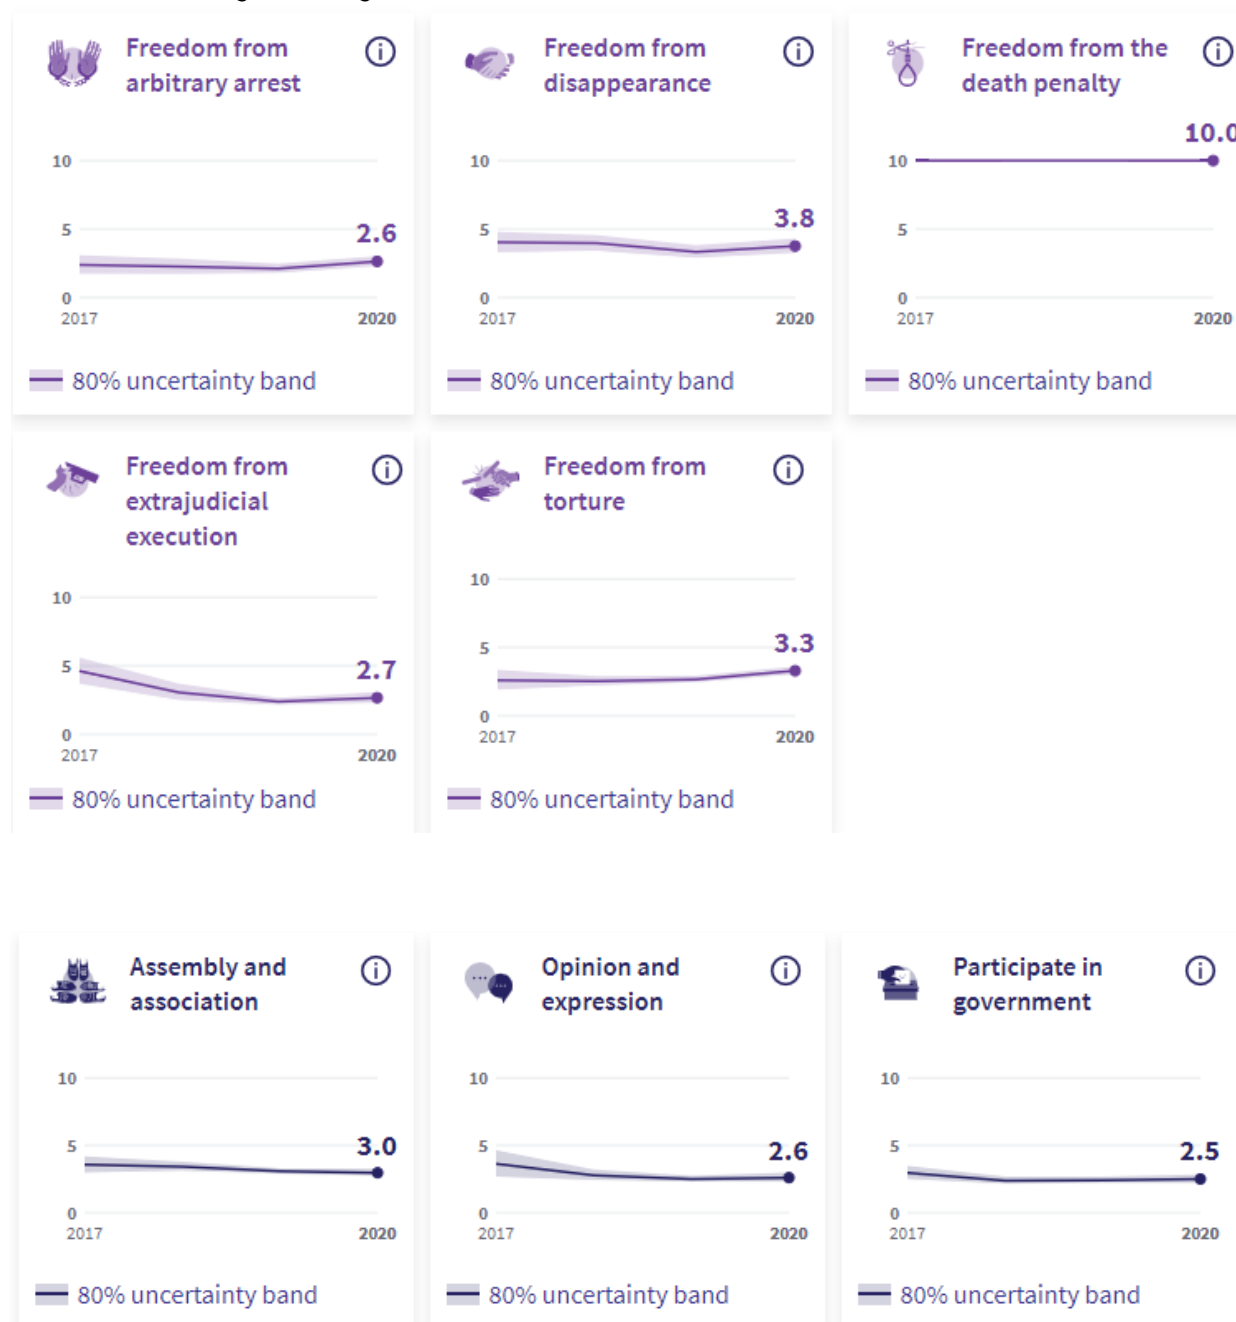 Freedom from
arbitrary arrest
10
5
2.6
0
2017 2020
80% uncertainty band
Freedom from
disappearance
10
5
3.8
0
2017 2020
80% uncertainty band
Freedom from the
death penalty
10.0
10
5
0
2017 2020
80% uncertainty band
Freedom from
extrajudicial
execution
10
5
2.7
0
2017 2020
80% uncertainty band
Freedom from
torture
10
5
3.3
0
2017 2020
80% uncertainty band
Assembly and
association
10
5
3.0
0
2017 2020
80% uncertainty band
Opinion and
expression
10
5
2.6
0
2017 2020
80% uncertainty band
Participate in
government
10
5
2.5
0
2017 2020
80% uncertainty band